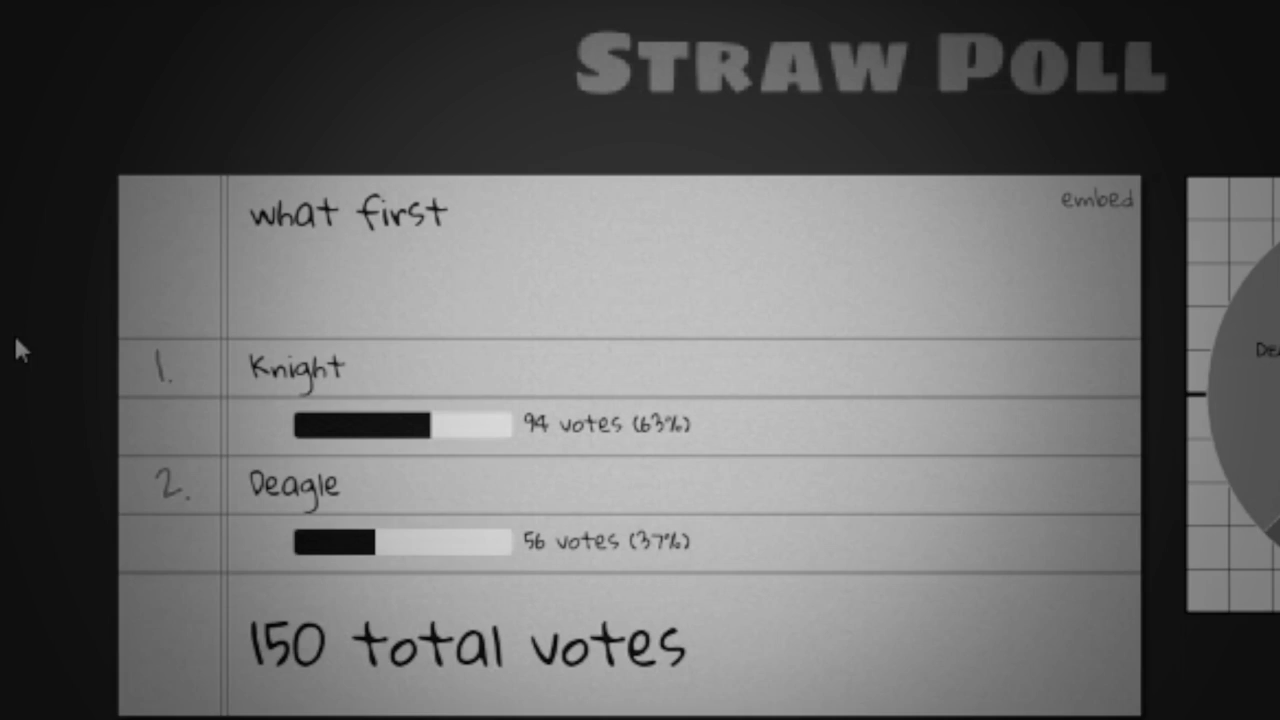 STRAW POLL
what first
embed
1. Knight
94 votes (63%)
2. Deagle
56 votes (37%)
150 total votes